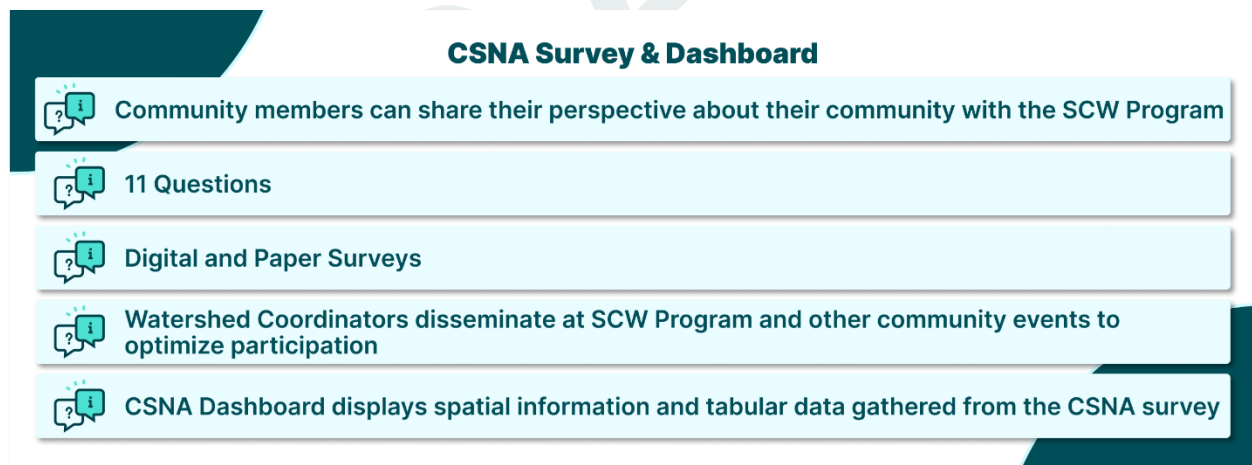 CSNA Survey & Dashboard
Community members can share their perspective about their community with the SCW Program
11 Questions
Digital and Paper Surveys
Watershed Coordinators disseminate at SCW Program and other community events to
optimize participation
CSNA Dashboard displays spatial information and tabular data gathered from the CSNA survey